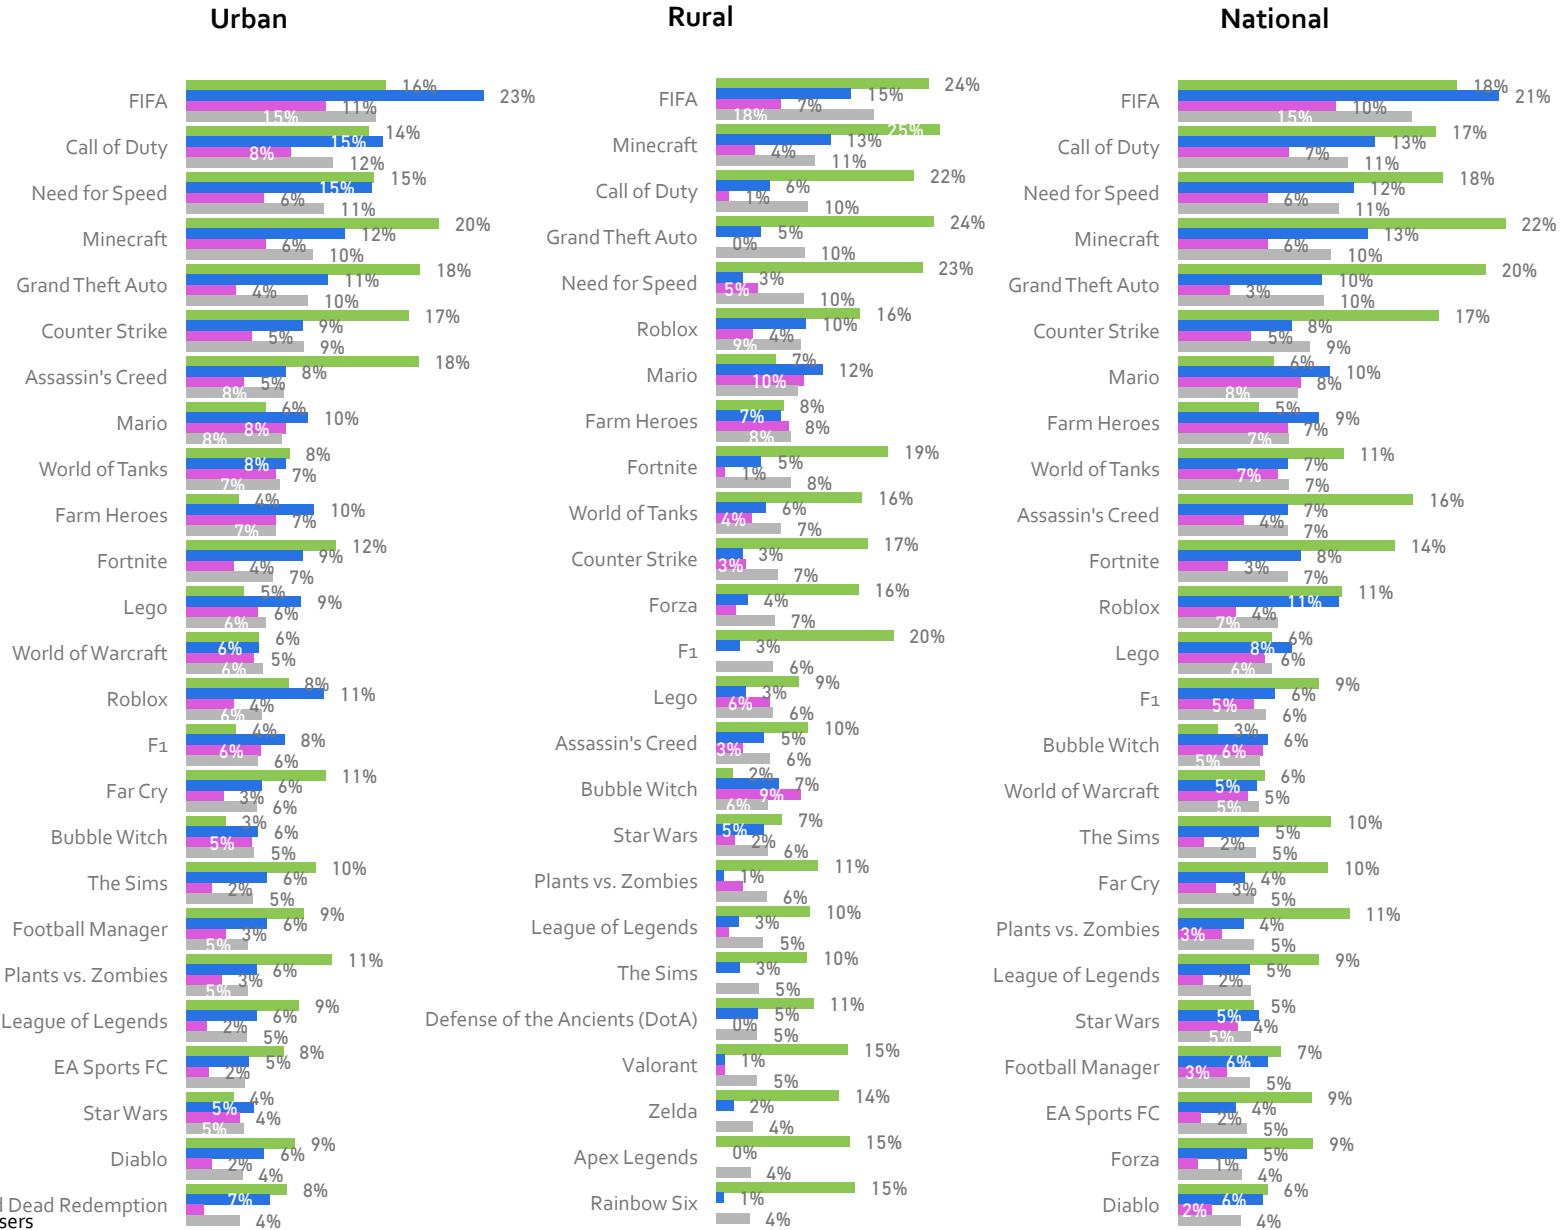 Urban
Rural
National
FIFA 16% 23% 11% 15%
Call of Duty 14% 15% 8% 12%
Need for Speed 15% 15% 6% 11%
Minecraft 20% 12% 6% 10%
Grand Theft Auto 18% 11% 4% 10%
Counter Strike 17% 9% 5% 9%
Assassin's Creed 18% 8% 5% 8%
Mario 6% 10% 8% 8%
World of Tanks 8% 8% 7% 7%
Farm Heroes 4% 10% 7% 7%
Fortnite 12% 9% 4% 7%
Lego 5% 9% 6% 6%
World of Warcraft 6% 6% 5% 6%
Roblox 8% 11% 4% 6%
F1 4% 8% 6% 6%
Far Cry 11% 6% 3% 6%
Bubble Witch 3% 6% 5% 5%
The Sims 10% 6% 2% 5%
Football Manager 9% 6% 3% 5%
Plants vs. Zombies 11% 6% 3% 5%
League of Legends 9% 6% 2% 5%
EA Sports FC 8% 5% 2%
Star Wars 4% 5% 4% 5%
Diablo 9% 6% 2% 4%
d Dead Redemption 8% 7% 4%
sers
FIFA 24% 15% 7% 18%
Minecraft 25% 13% 4% 11%
Call of Duty 22% 6% 1% 10%
Grand Theft Auto 24% 5% 0% 10%
Need for Speed 23% 3% 5% 10%
Roblox 16% 10% 4% 9%
Mario 7% 12% 10%
Farm Heroes 8% 7% 8% 8%
Fortnite 19% 5% 1% 8%
World of Tanks 16% 6% 4% 7%
Counter Strike 17% 3% 3% 7%
Forza 16% 4% 7%
F1 20% 3% 6%
Lego 9% 3% 6% 6%
Assassin's Creed 10% 5% 3% 6%
Bubble Witch 2% 7% 9% 6%
Star Wars 7% 5% 2% 6%
Plants vs. Zombies 11% 1% 6%
League of Legends 10% 3% 5%
The Sims 10% 3% 5%
Defense of the Ancients (DotA) 11% 5% 0% 5%
Valorant 15% 1% 5%
Zelda 14% 2% 4%
Apex Legends 15% 0% 4%
Rainbow Six 15% 1% 4%
FIFA 18% 21% 10% 15%
Call of Duty 17% 13% 7% 11%
Need for Speed 18% 12% 6% 11%
Minecraft 22% 13% 6% 10%
Grand Theft Auto 20% 10% 3% 10%
Counter Strike 17% 8% 5% 9%
Mario 6% 10% 8% 8%
Farm Heroes 5% 9% 7% 7%
World of Tanks 11% 7% 7% 7%
Assassin's Creed 16% 7% 4% 7%
Fortnite 14% 8% 3% 7%
Roblox 11% 11% 4% 7%
Lego 6% 8% 6% 6%
F1 9% 6% 5% 6%
Bubble Witch 3% 6% 6% 5%
World of Warcraft 6% 5% 5% 5%
The Sims 10% 5% 2% 5%
Far Cry 10% 4% 3% 5%
Plants vs. Zombies 11% 4% 3% 5%
League of Legends 9% 5% 2%
Star Wars 5% 5% 4% 5%
Football Manager 7% 6% 3% 5%
EA Sports FC 9% 4% 2% 5%
Forza 9% 5% 1% 4%
Diablo 6% 6% 2% 4%